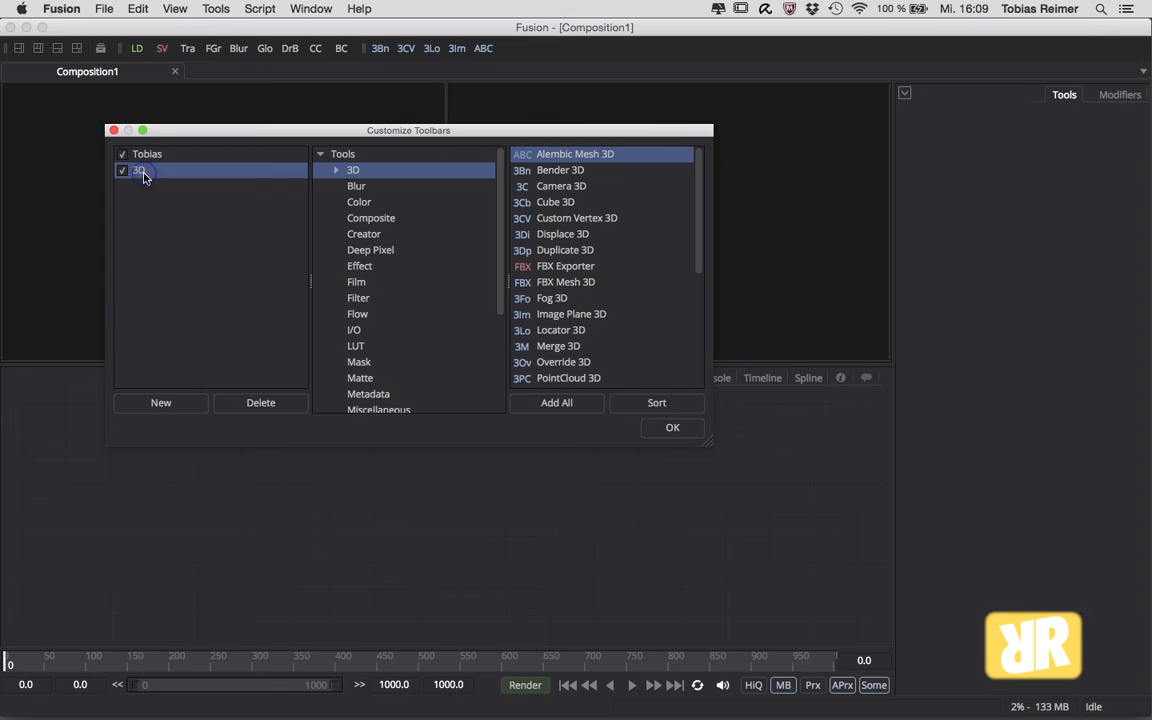 Fusion File Edit View Tools Script Window Help 100 % Mi. 16:09 Tobias Reimer
Fusion - [Composition1]
LD SV Tra FGr Blur Glo DrB CC BC 3Bn 3CV 3Lo 3Im ABC
Composition1
Tools Modifiers
Customize Toolbars
Tobias
3D
Tools
3D
Blur
Color
Composite
Creator
Deep Pixel
Effect
Film
Filter
Flow
I/O
LUT
Mask
Matte
Metadata
Miscellaneous
ABC Alembic Mesh 3D
3Bn Bender 3D
3C Camera 3D
3Cb Cube 3D
3CV Custom Vertex 3D
3Di Displace 3D
3Dp Duplicate 3D
FBX FBX Exporter
FBX FBX Mesh 3D
3Fo Fog 3D
3Im Image Plane 3D
3Lo Locator 3D
3M Merge 3D
3Ov Override 3D
3PC PointCloud 3D
New Delete Add All Sort
OK
sole Timeline Spline
0 50 100 150 200 250 300 350 400 450 500 550 600 650 700 750 800 850 900 950 0.0
0
0.0 0.0 << 0 1000 >> 1000.0 1000.0 Render HiQ MB Prx APrx Some
2% - 133 MB Idle
RR